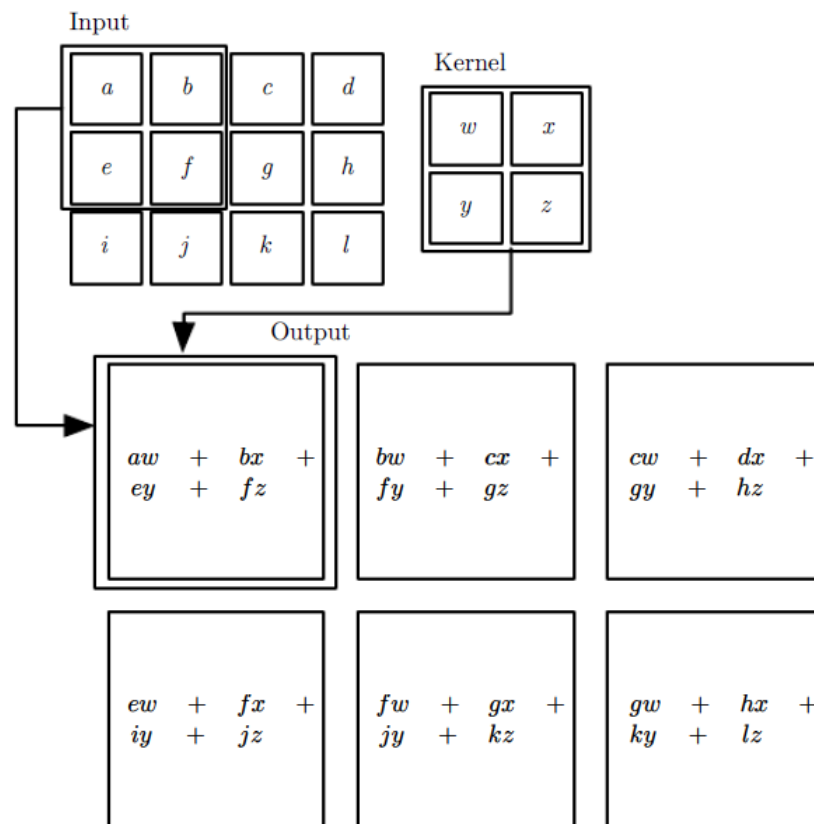 Input
Kernel
a b c d
w x
e f g h
y z
i j k l
Output
aw + bx +
ey + fz
bw + cx +
fy + gz
cw + dx +
gy + hz
ew + fx +
iy + jz
fw + gx +
jy + kz
gw + hx +
ky + lz